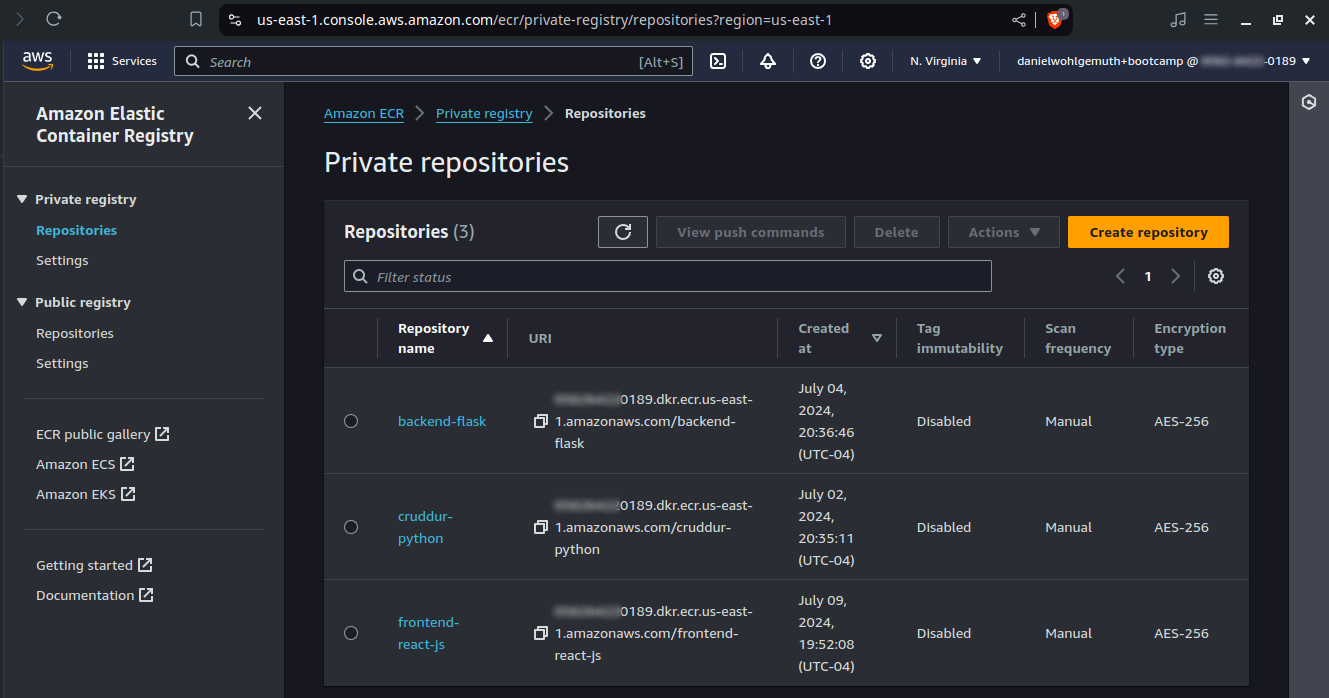 us-east-1.console.aws.amazon.com/ecr/private-registry/repositories?region=us-east-1
1
aws
Services
Search
[Alt+S]
N. Virginia
danielwohlgemuth+bootcamp @
-0189
Amazon Elastic
Container Registry
Private registry
Repositories
Settings
Public registry
Repositories
Settings
ECR public gallery
Amazon ECS
Amazon EKS
Getting started
Documentation
Amazon ECR
Private registry
Repositories
Private repositories
Repositories (3)
View push commands
Delete
Actions
Create repository
Filter status
1
Repository
name
URI
Created
at
Tag
immutability
Scan
frequency
Encryption
type
backend-flask
0189.dkr.ecr.us-east-
1.amazonaws.com/backend-
flask
July 04,
2024,
20:36:46
(UTC-04)
Disabled
Manual
AES-256
cruddur-
python
0189.dkr.ecr.us-east-
1.amazonaws.com/cruddur-
python
July 02,
2024,
20:35:11
(UTC-04)
Disabled
Manual
AES-256
frontend-
react-js
0189.dkr.ecr.us-east-
1.amazonaws.com/frontend-
react-js
July 09,
2024,
19:52:08
(UTC-04)
Disabled
Manual
AES-256